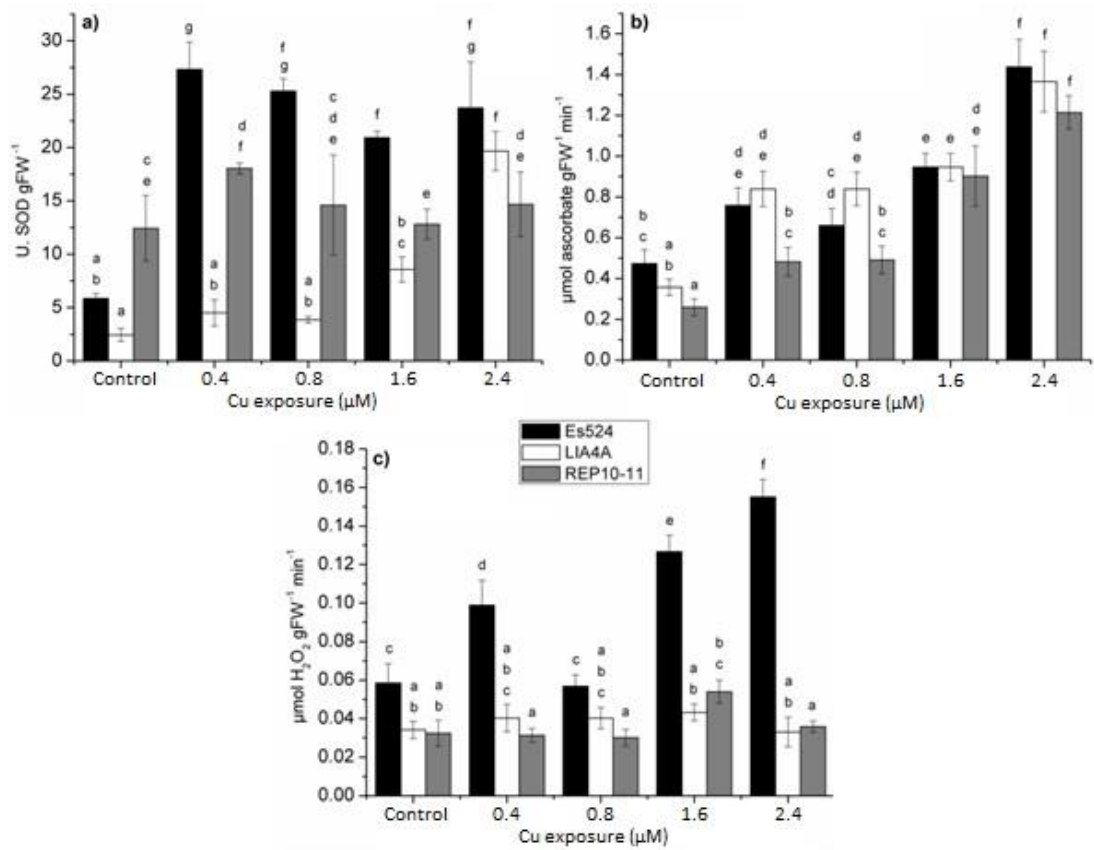 a)
U. SOD gFW⁻¹
30
25
20
15
10
5
0
a
b
a
c
e
g
a
b
d
f
f
g
a
b
c
d
e
f
b
c
e
f
g
f
d
e
Control 0.4 0.8 1.6 2.4
Cu exposure (µM)
b)
µmol ascorbate gFW⁻¹ min⁻¹
1.6
1.4
1.2
1.0
0.8
0.6
0.4
0.2
0.0
b
c
a
b
a
d
e
d
e
b
c
c
d
d
e
b
c
e
e
d
e
f
f
f
Control 0.4 0.8 1.6 2.4
Cu exposure (µM)
Es524
LIA4A
REP10-11
c)
µmol H₂O₂ gFW⁻¹ min⁻¹
0.18
0.16
0.14
0.12
0.10
0.08
0.06
0.04
0.02
0.00
c
a
b
a
b
d
a
b
c
a
c
a
b
c
a
e
a
b
b
c
f
a
b
a
Control 0.4 0.8 1.6 2.4
Cu exposure (µM)